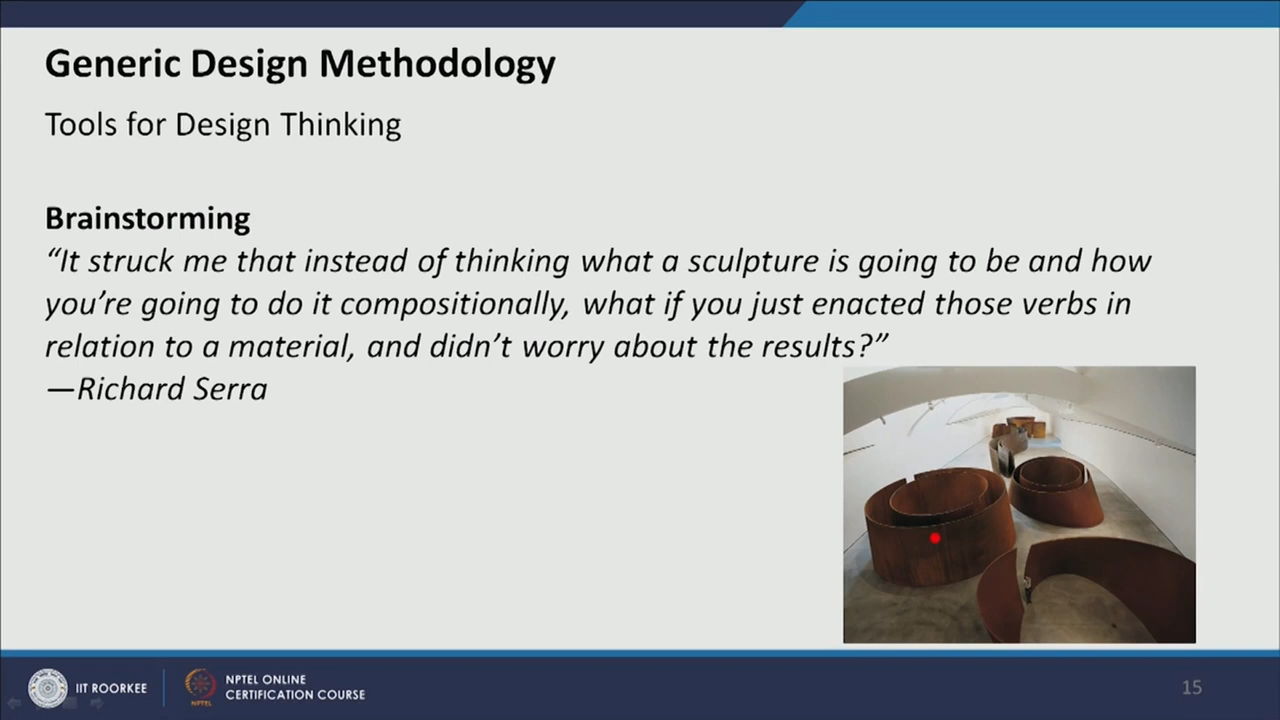 Generic Design Methodology
Tools for Design Thinking
Brainstorming
“It struck me that instead of thinking what a sculpture is going to be and how
you’re going to do it compositionally, what if you just enacted those verbs in
relation to a material, and didn’t worry about the results?”
—Richard Serra
IIT ROORKEE
NPTEL
NPTEL ONLINE
CERTIFICATION COURSE
15